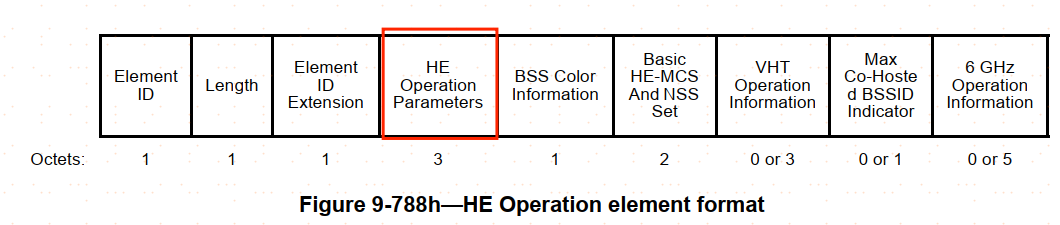 Element
ID
Length
Element
ID
Extension
HE
Operation
Parameters
BSS Color
Information
Basic
HE-MCS
And NSS
Set
VHT
Operation
Information
Max
Co-Hoste
d BSSID
Indicator
6 GHz
Operation
Information
Octets: 1 1 1 3 1 2 0 or 3 0 or 1 0 or 5
Figure 9-788h—HE Operation element format